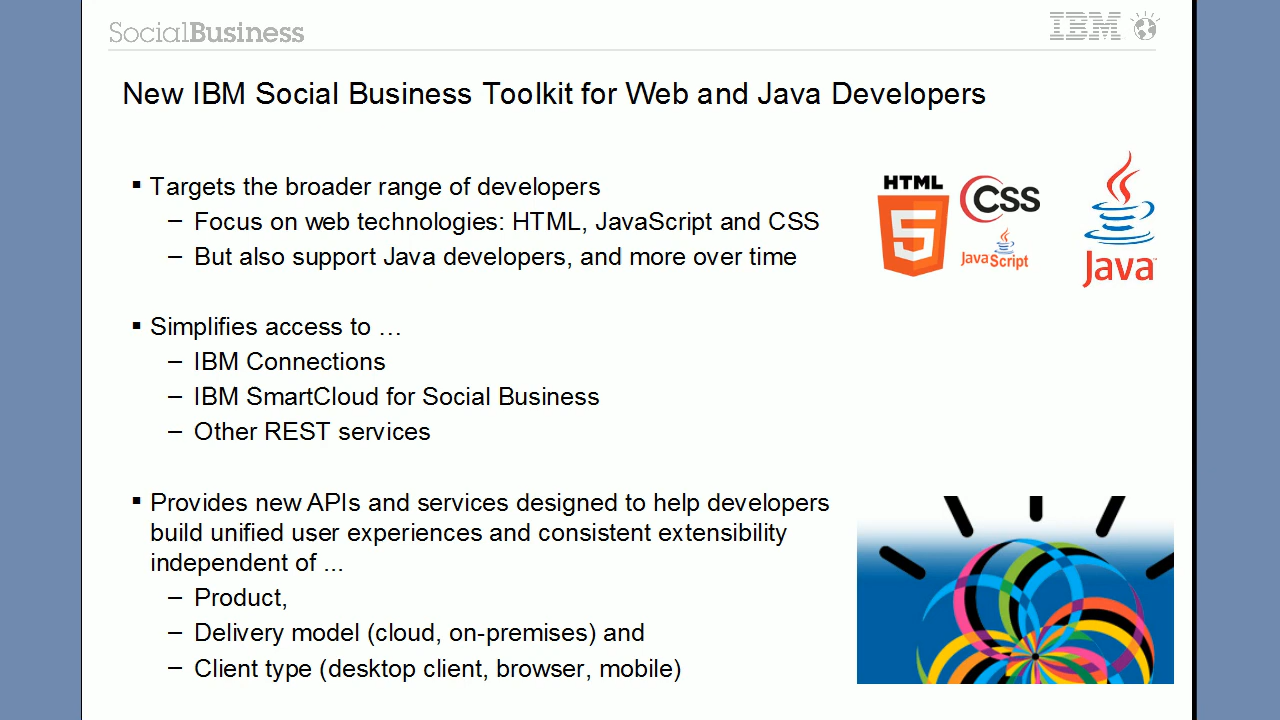 SocialBusiness
IBM
New IBM Social Business Toolkit for Web and Java Developers
▪ Targets the broader range of developers
– Focus on web technologies: HTML, JavaScript and CSS
– But also support Java developers, and more over time
HTML
5
CSS
JavaScript
Java™
▪ Simplifies access to …
– IBM Connections
– IBM SmartCloud for Social Business
– Other REST services
▪ Provides new APIs and services designed to help developers
build unified user experiences and consistent extensibility
independent of ...
– Product,
– Delivery model (cloud, on-premises) and
– Client type (desktop client, browser, mobile)